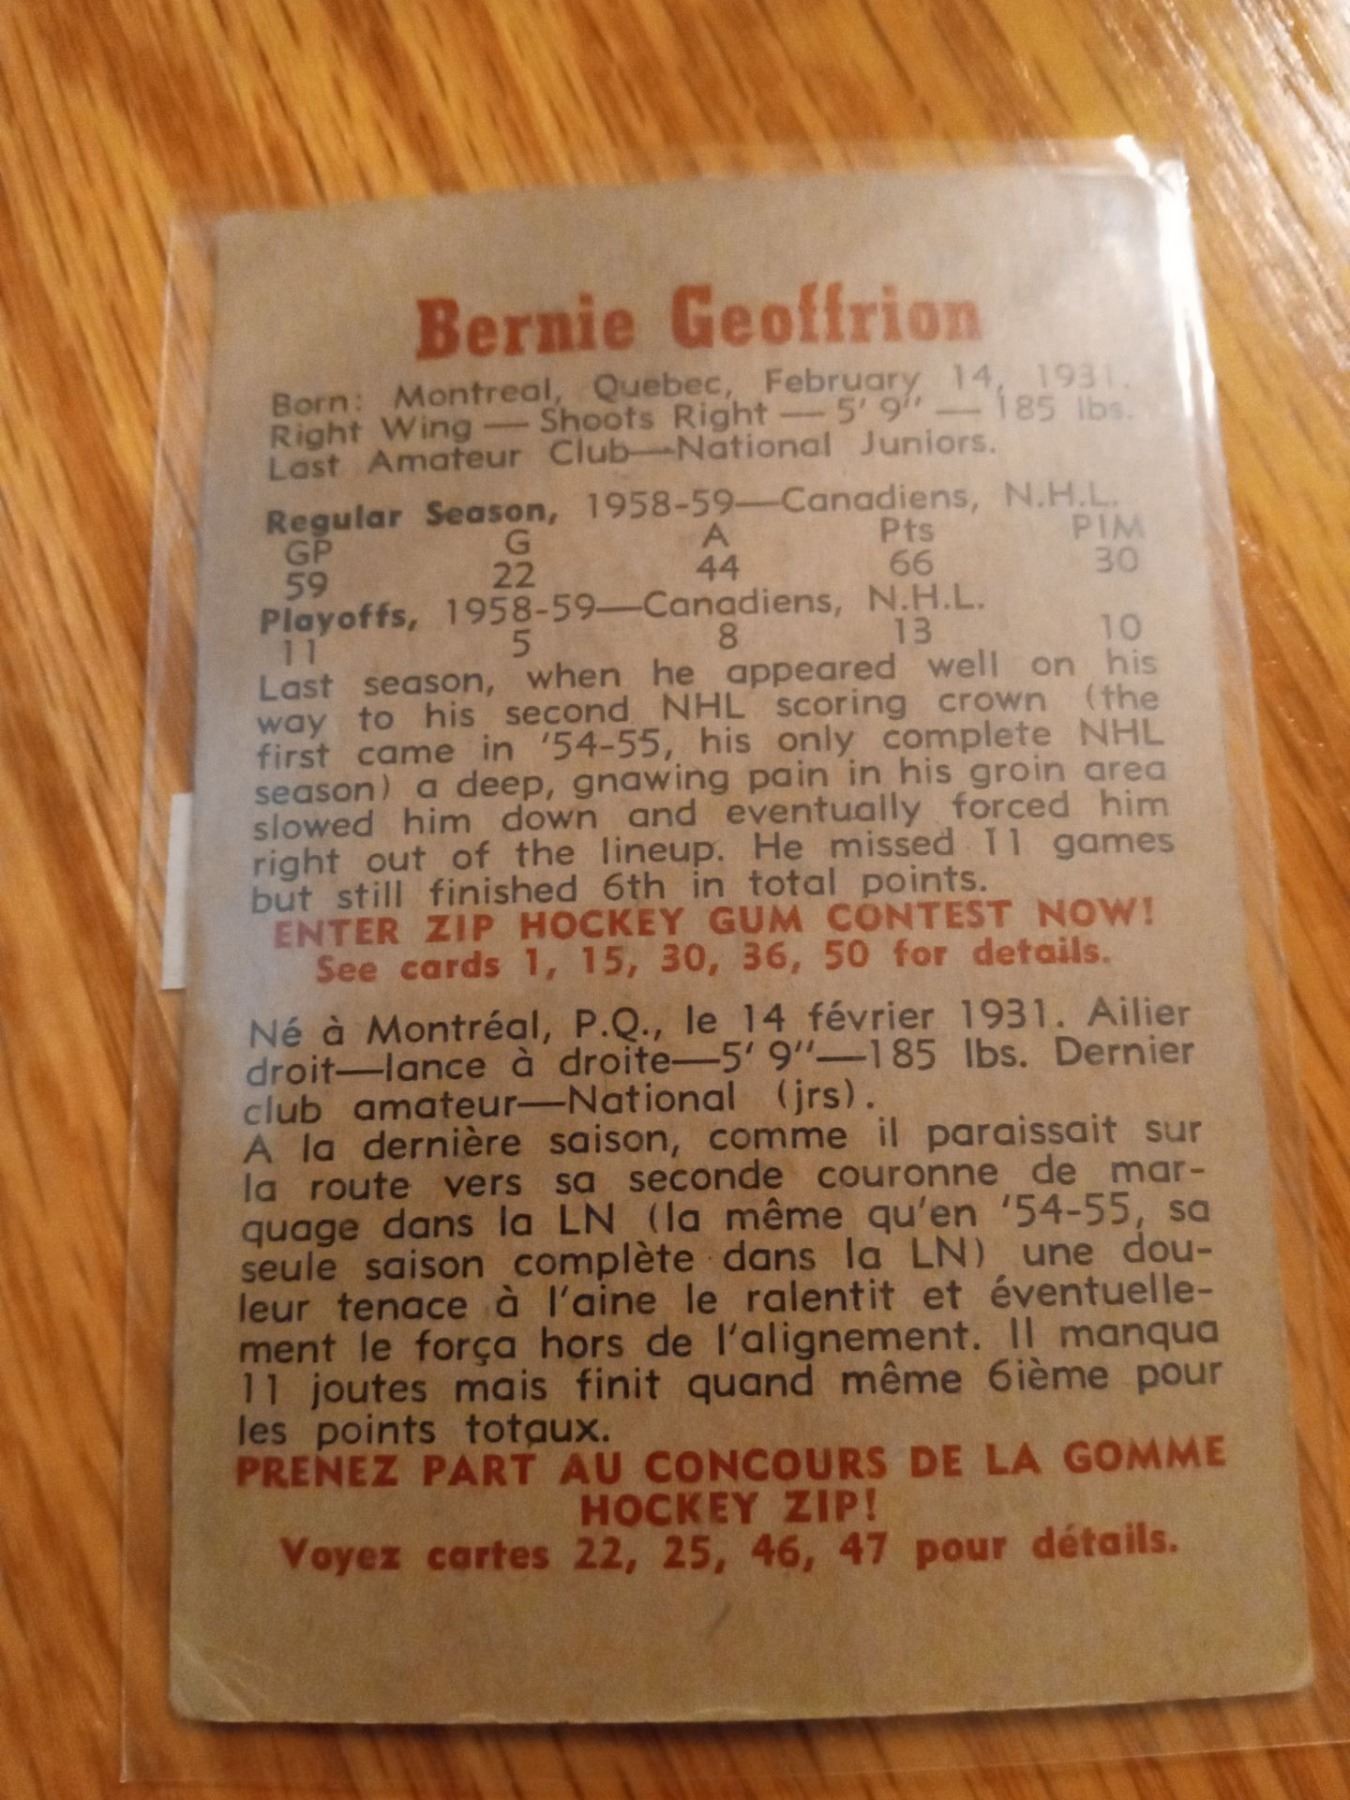 Bernie Geoffrion
Born: Montreal, Quebec, February 14, 1931.
Right Wing — Shoots Right — 5' 9" — 185 lbs.
Last Amateur Club—National Juniors.
Regular Season, 1958-59—Canadiens, N.H.L.
GP G A Pts PIM
59 22 44 66 30
Playoffs, 1958-59—Canadiens, N.H.L.
11 5 8 13 10
Last season, when he appeared well on his
way to his second NHL scoring crown (the
first came in '54-55, his only complete NHL
season) a deep, gnawing pain in his groin area
slowed him down and eventually forced him
right out of the lineup. He missed 11 games
but still finished 6th in total points.
ENTER ZIP HOCKEY GUM CONTEST NOW!
See cards 1, 15, 30, 36, 50 for details.
Né à Montréal, P.Q., le 14 février 1931. Ailier
droit—lance à droite—5' 9"—185 lbs. Dernier
club amateur—National (jrs).
A la dernière saison, comme il paraissait sur
la route vers sa seconde couronne de mar-
quage dans la LN (la même qu'en '54-55, sa
seule saison complète dans la LN) une dou-
leur tenace à l'aine le ralentit et éventuelle-
ment le força hors de l'alignement. Il manqua
11 joutes mais finit quand même 6ième pour
les points totaux.
PRENEZ PART AU CONCOURS DE LA GOMME
HOCKEY ZIP!
Voyez cartes 22, 25, 46, 47 pour détails.